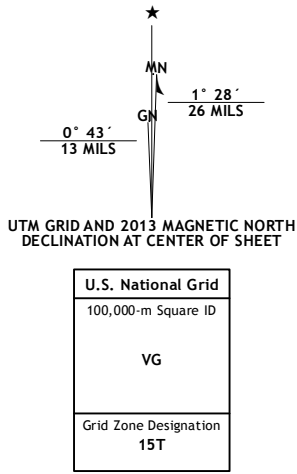 ★
MN
1° 28´
26 MILS
GN
0° 43´
13 MILS
UTM GRID AND 2013 MAGNETIC NORTH
DECLINATION AT CENTER OF SHEET
U.S. National Grid
100,000-m Square ID
VG
Grid Zone Designation
15T